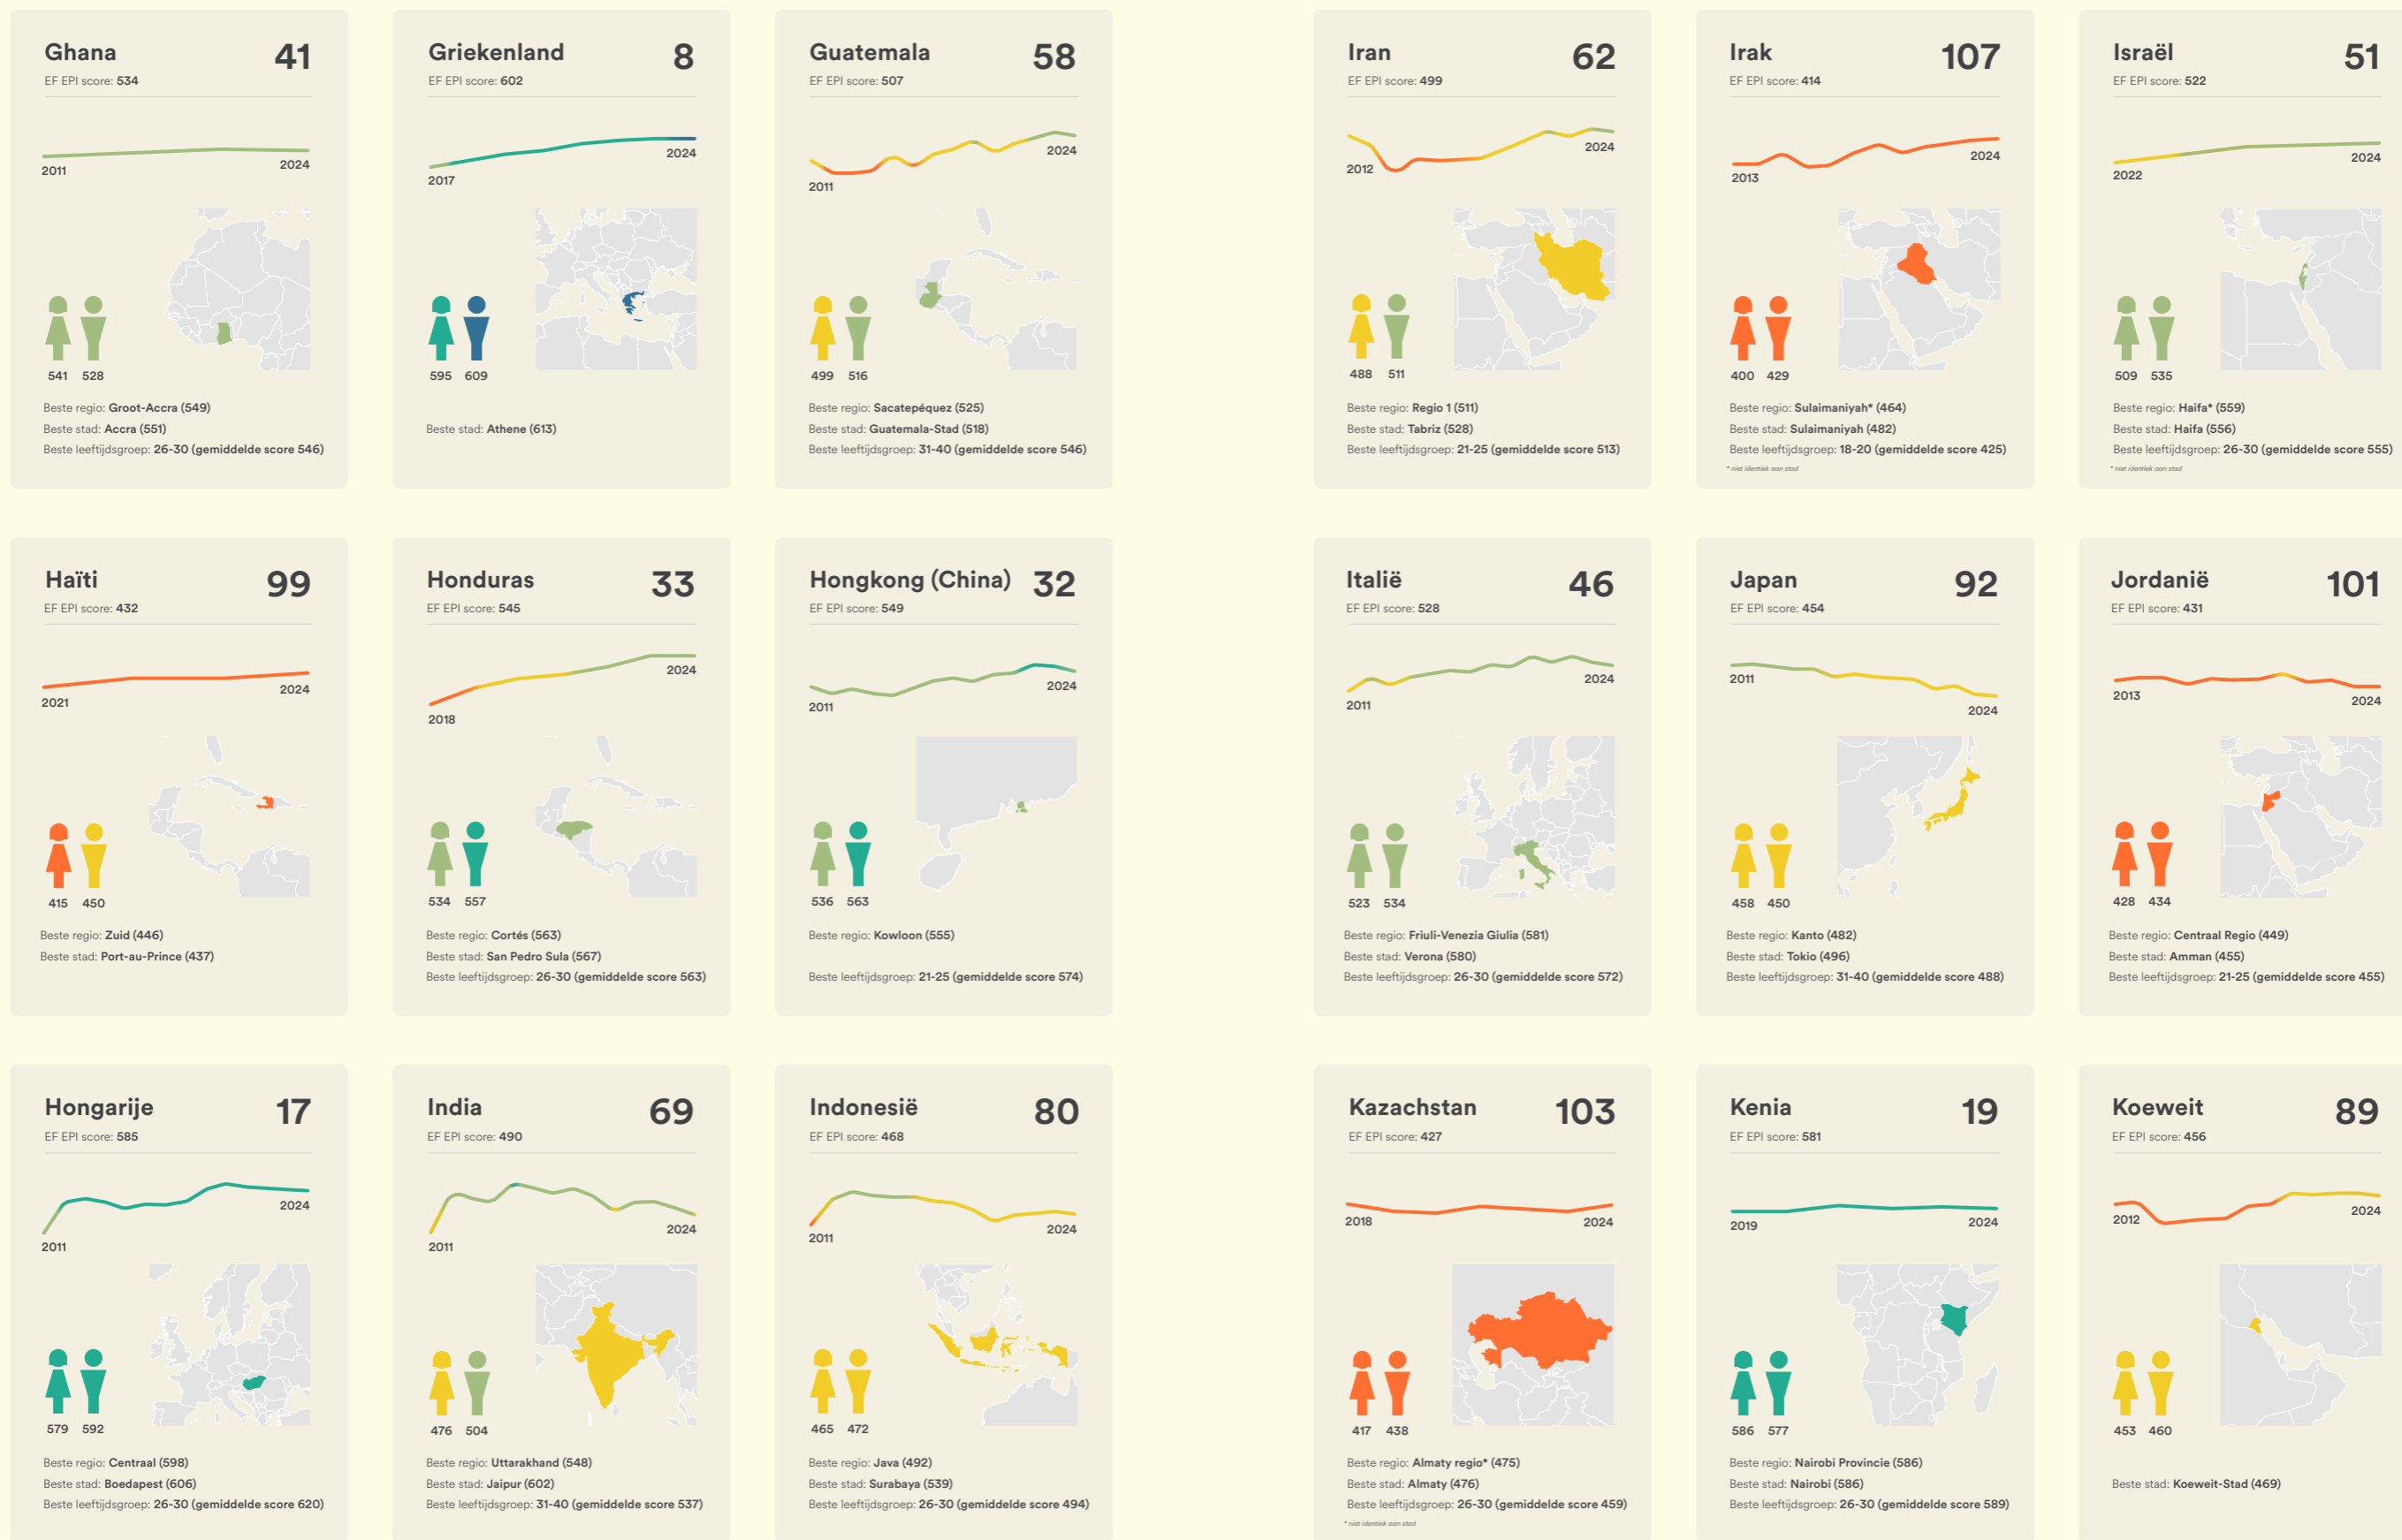 Ghana 41
EF EPI score: 534
2011
2024
541 528
Beste regio: Groot-Accra (549)
Beste stad: Accra (551)
Beste leeftijdsgroep: 26-30 (gemiddelde score 546)
Griekenland 8
EF EPI score: 602
2017
2024
595 609
Beste stad: Athene (613)
Guatemala 58
EF EPI score: 507
2011
2024
499 516
Beste regio: Sacatepéquez (525)
Beste stad: Guatemala-Stad (518)
Beste leeftijdsgroep: 31-40 (gemiddelde score 546)
Iran 62
EF EPI score: 499
2012
2024
488 511
Beste regio: Regio 1 (511)
Beste stad: Tabriz (528)
Beste leeftijdsgroep: 21-25 (gemiddelde score 513)
Irak 107
EF EPI score: 414
2013
2024
400 429
Beste regio: Sulaimaniyah* (464)
Beste stad: Sulaimaniyah (482)
Beste leeftijdsgroep: 18-20 (gemiddelde score 425)
* niet identiek aan stad
Israël 51
EF EPI score: 522
2022
2024
509 535
Beste regio: Haifa* (559)
Beste stad: Haifa (556)
Beste leeftijdsgroep: 26-30 (gemiddelde score 555)
* niet identiek aan stad
Haïti 99
EF EPI score: 432
2021
2024
415 450
Beste regio: Zuid (446)
Beste stad: Port-au-Prince (437)
Honduras 33
EF EPI score: 545
2018
2024
534 557
Beste regio: Cortés (563)
Beste stad: San Pedro Sula (567)
Beste leeftijdsgroep: 26-30 (gemiddelde score 563)
Hongkong (China) 32
EF EPI score: 549
2011
2024
536 563
Beste regio: Kowloon (555)
Beste leeftijdsgroep: 21-25 (gemiddelde score 574)
Italië 46
EF EPI score: 528
2011
2024
523 534
Beste regio: Friuli-Venezia Giulia (581)
Beste stad: Verona (580)
Beste leeftijdsgroep: 26-30 (gemiddelde score 572)
Japan 92
EF EPI score: 454
2011
2024
458 450
Beste regio: Kanto (482)
Beste stad: Tokio (496)
Beste leeftijdsgroep: 31-40 (gemiddelde score 488)
Jordanië 101
EF EPI score: 431
2013
2024
428 434
Beste regio: Centraal Regio (449)
Beste stad: Amman (455)
Beste leeftijdsgroep: 21-25 (gemiddelde score 455)
Hongarije 17
EF EPI score: 585
2011
2024
579 592
Beste regio: Centraal (598)
Beste stad: Boedapest (606)
Beste leeftijdsgroep: 26-30 (gemiddelde score 620)
India 69
EF EPI score: 490
2011
2024
476 504
Beste regio: Uttarakhand (548)
Beste stad: Jaipur (602)
Beste leeftijdsgroep: 31-40 (gemiddelde score 537)
Indonesië 80
EF EPI score: 468
2011
2024
465 472
Beste regio: Java (492)
Beste stad: Surabaya (539)
Beste leeftijdsgroep: 26-30 (gemiddelde score 494)
Kazachstan 103
EF EPI score: 427
2018
2024
417 438
Beste regio: Almaty regio* (475)
Beste stad: Almaty (476)
Beste leeftijdsgroep: 26-30 (gemiddelde score 459)
* niet identiek aan stad
Kenia 19
EF EPI score: 581
2019
2024
586 577
Beste regio: Nairobi Provincie (586)
Beste stad: Nairobi (586)
Beste leeftijdsgroep: 26-30 (gemiddelde score 589)
Koeweit 89
EF EPI score: 456
2012
2024
453 460
Beste stad: Koeweit-Stad (469)